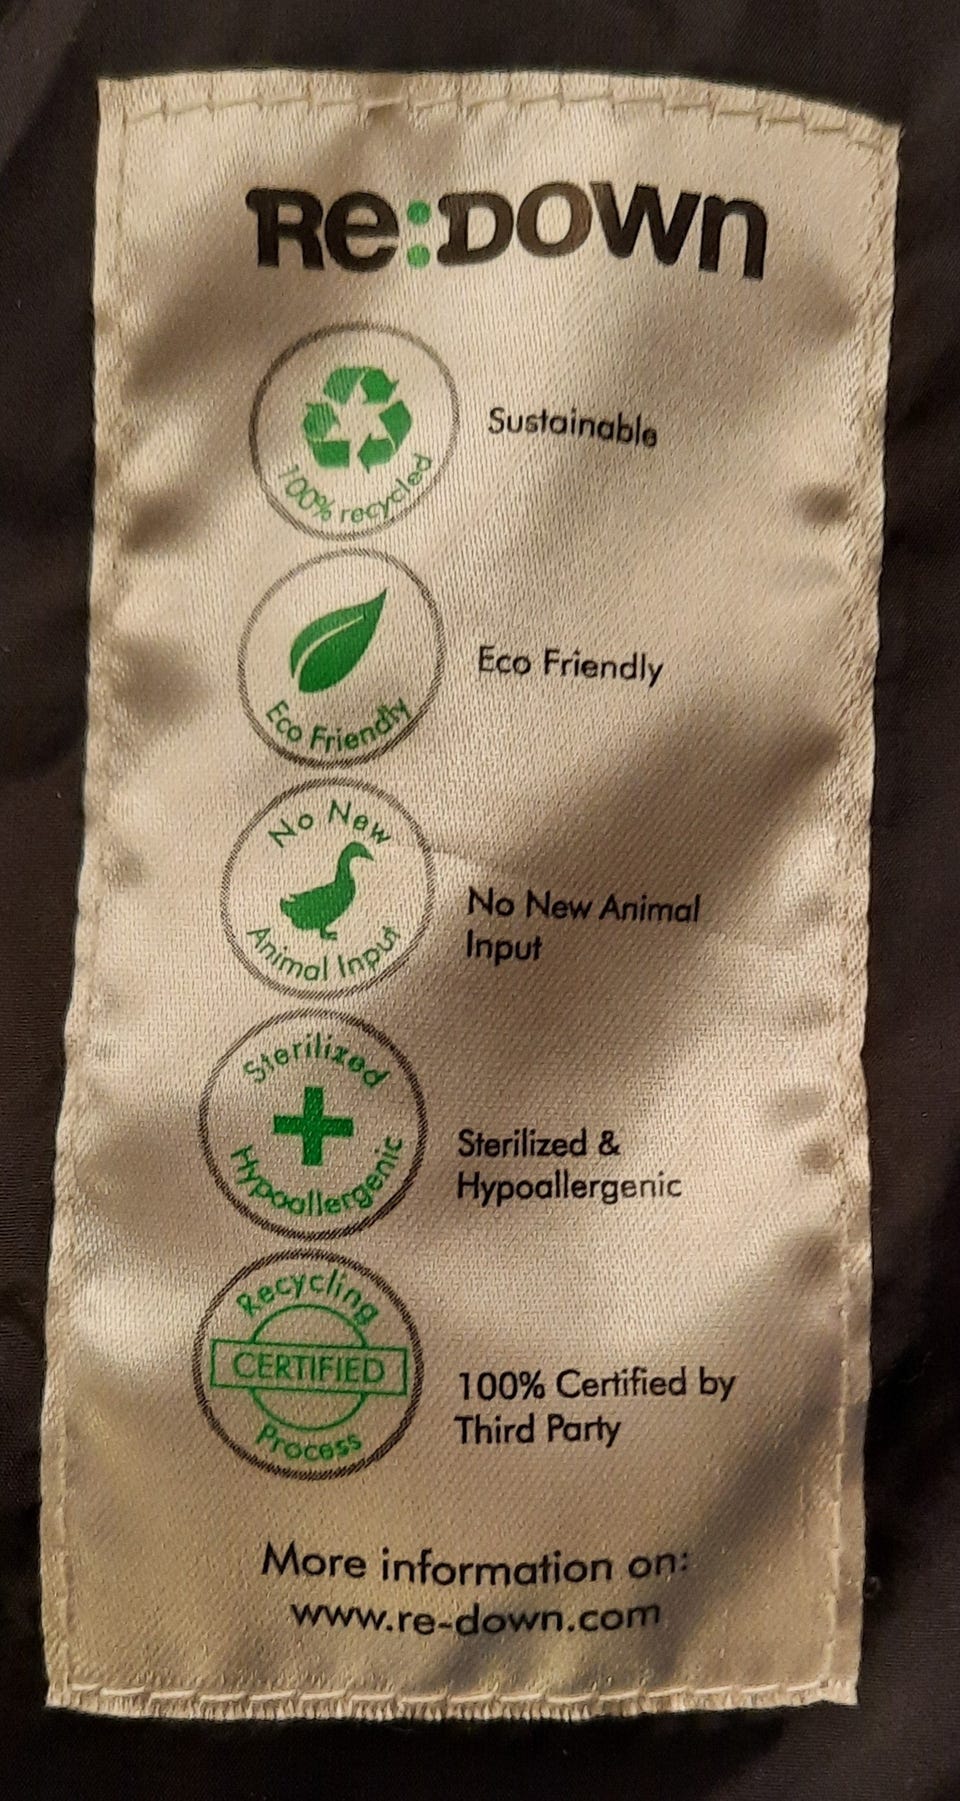 Re:Down
100% recycled
Sustainable
Eco Friendly
Eco Friendly
No New
Animal Input
No New Animal
Input
Sterilized
Hypoallergenic
Sterilized &
Hypoallergenic
Recycling
CERTIFIED
Process
100% Certified by
Third Party
More information on:
www.re-down.com